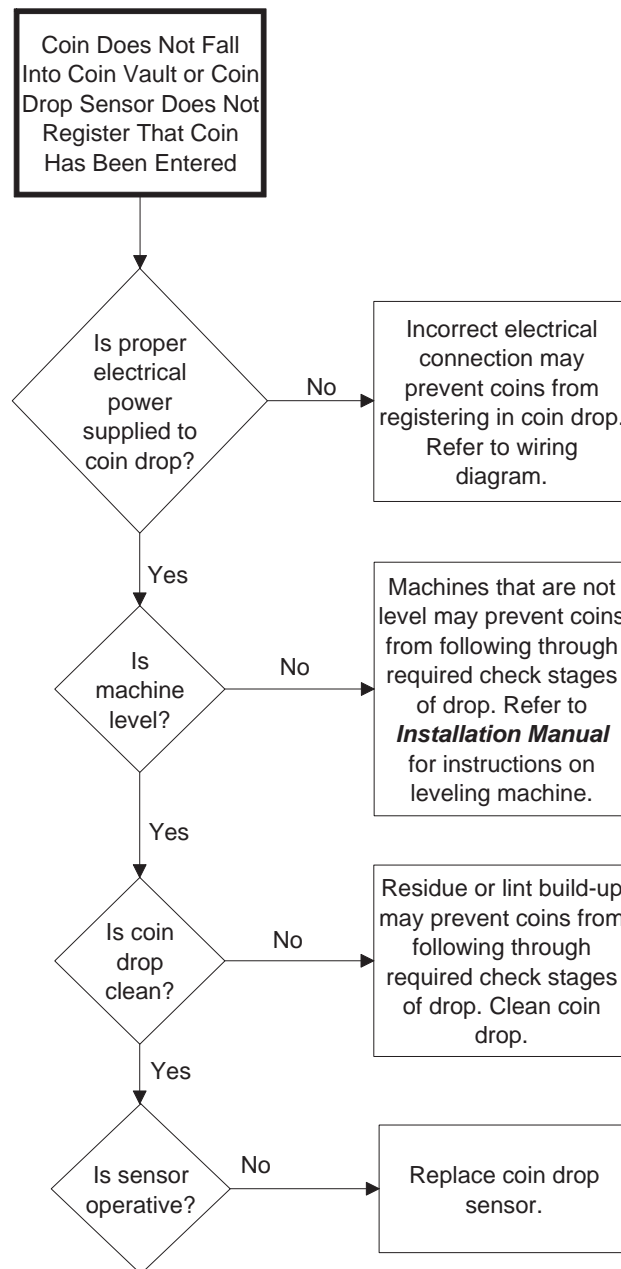 Coin Does Not Fall
Into Coin Vault or Coin
Drop Sensor Does Not
Register That Coin
Has Been Entered
Is proper
electrical
power
supplied to
coin drop?
No
Incorrect electrical
connection may
prevent coins from
registering in coin drop.
Refer to wiring
diagram.
Yes
Is
machine
level?
No
Machines that are not
level may prevent coins
from following through
required check stages
of drop. Refer to
Installation Manual
for instructions on
leveling machine.
Yes
Is coin
drop
clean?
No
Residue or lint build-up
may prevent coins from
following through
required check stages
of drop. Clean coin
drop.
Yes
Is sensor
operative?
No
Replace coin drop
sensor.